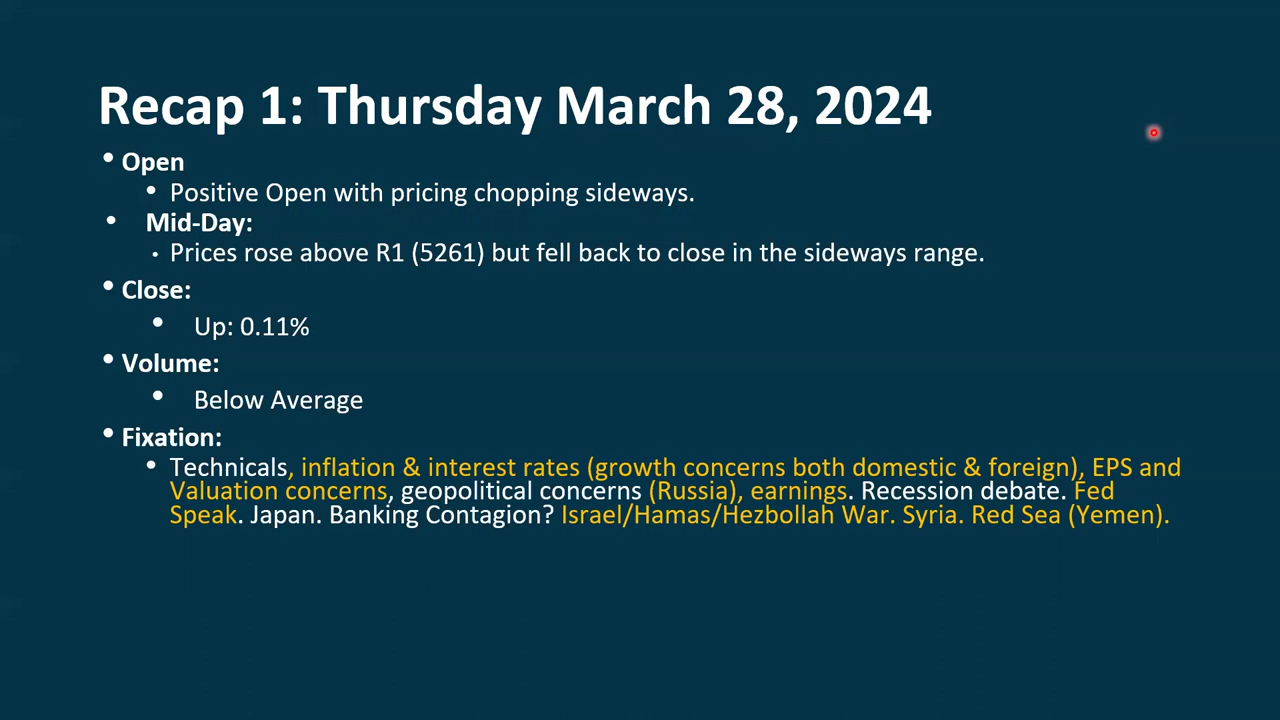 Recap 1: Thursday March 28, 2024
• Open
• Positive Open with pricing chopping sideways.
• Mid-Day:
• Prices rose above R1 (5261) but fell back to close in the sideways range.
• Close:
• Up: 0.11%
• Volume:
• Below Average
• Fixation:
• Technicals, inflation & interest rates (growth concerns both domestic & foreign), EPS and
Valuation concerns, geopolitical concerns (Russia), earnings. Recession debate. Fed
Speak. Japan. Banking Contagion? Israel/Hamas/Hezbollah War. Syria. Red Sea (Yemen).